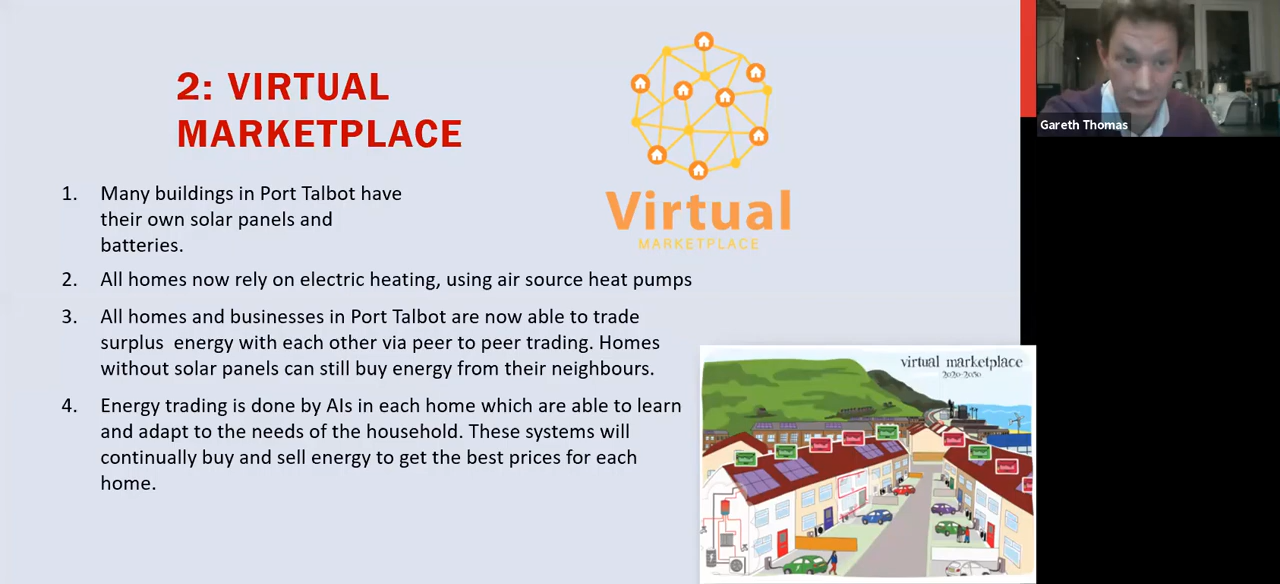 2: VIRTUAL
MARKETPLACE
1. Many buildings in Port Talbot have
their own solar panels and
batteries.
2. All homes now rely on electric heating, using air source heat pumps
3. All homes and businesses in Port Talbot are now able to trade
surplus energy with each other via peer to peer trading. Homes
without solar panels can still buy energy from their neighbours.
4. Energy trading is done by AIs in each home which are able to learn
and adapt to the needs of the household. These systems will
continually buy and sell energy to get the best prices for each
home.
Virtual
MARKETPLACE
virtual marketplace
2020-2030
Gareth Thomas